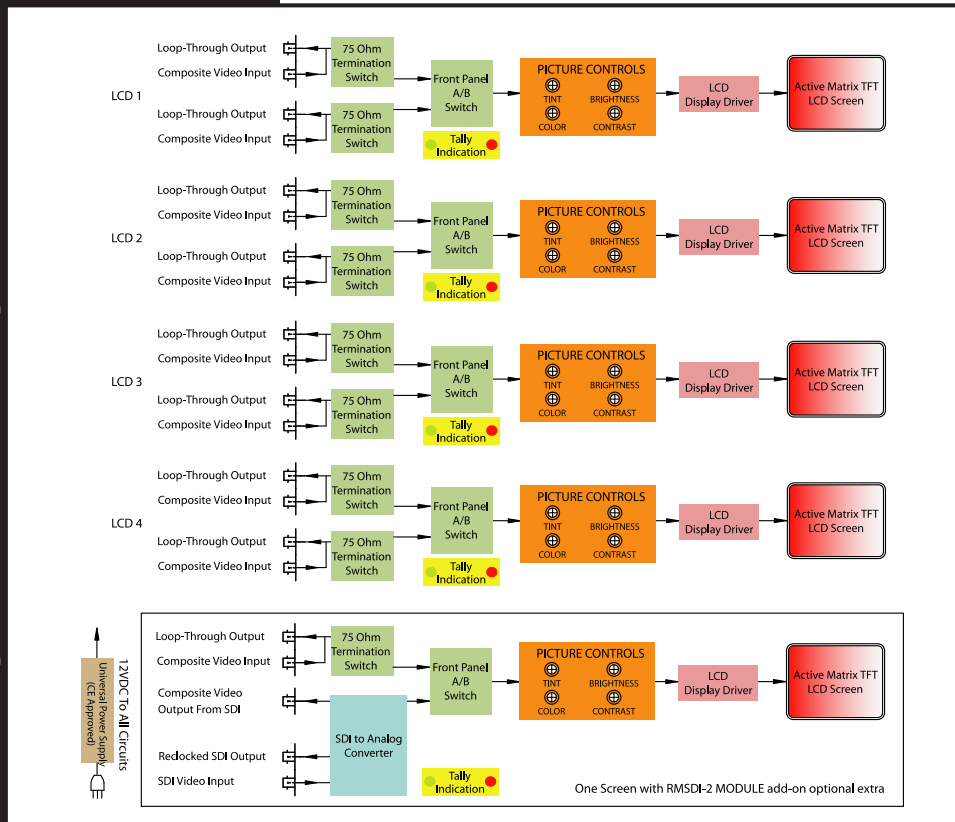 Loop-Through Output
Composite Video Input
LCD 1
Loop-Through Output
Composite Video Input
75 Ohm
Termination
Switch
75 Ohm
Termination
Switch
Front Panel
A/B
Switch
Tally
Indication
PICTURE CONTROLS
TINT
BRIGHTNESS
COLOR
CONTRAST
LCD
Display Driver
Active Matrix TFT
LCD Screen
Loop-Through Output
Composite Video Input
LCD 2
Loop-Through Output
Composite Video Input
75 Ohm
Termination
Switch
75 Ohm
Termination
Switch
Front Panel
A/B
Switch
Tally
Indication
PICTURE CONTROLS
TINT
BRIGHTNESS
COLOR
CONTRAST
LCD
Display Driver
Active Matrix TFT
LCD Screen
Loop-Through Output
Composite Video Input
LCD 3
Loop-Through Output
Composite Video Input
75 Ohm
Termination
Switch
75 Ohm
Termination
Switch
Front Panel
A/B
Switch
Tally
Indication
PICTURE CONTROLS
TINT
BRIGHTNESS
COLOR
CONTRAST
LCD
Display Driver
Active Matrix TFT
LCD Screen
Loop-Through Output
Composite Video Input
LCD 4
Loop-Through Output
Composite Video Input
75 Ohm
Termination
Switch
75 Ohm
Termination
Switch
Front Panel
A/B
Switch
Tally
Indication
PICTURE CONTROLS
TINT
BRIGHTNESS
COLOR
CONTRAST
LCD
Display Driver
Active Matrix TFT
LCD Screen
12VDC To All Circuits
Universal Power Supply
(CE Approved)
Loop-Through Output
Composite Video Input
Composite Video
Output From SDI
Reclocked SDI Output
SDI Video Input
75 Ohm
Termination
Switch
SDI to Analog
Converter
Front Panel
A/B
Switch
Tally
Indication
PICTURE CONTROLS
TINT
BRIGHTNESS
COLOR
CONTRAST
LCD
Display Driver
Active Matrix TFT
LCD Screen
One Screen with RMSDI-2 MODULE add-on optional extra